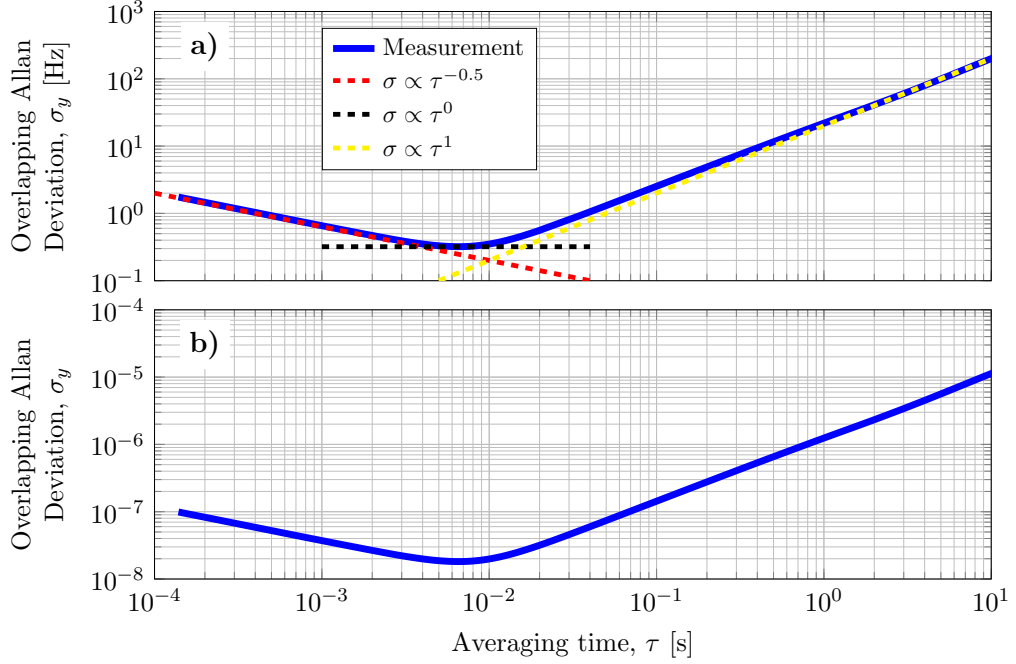 10^3
10^2
10^1
10^0
10^{-1}
Overlapping Allan
Deviation, σ_y [Hz]
a)
Measurement
σ ∝ τ^{-0.5}
σ ∝ τ^0
σ ∝ τ^1
10^{-4}
10^{-5}
10^{-6}
10^{-7}
10^{-8}
Overlapping Allan
Deviation, σ_y
b)
10^{-4} 10^{-3} 10^{-2} 10^{-1} 10^0 10^1
Averaging time, τ [s]